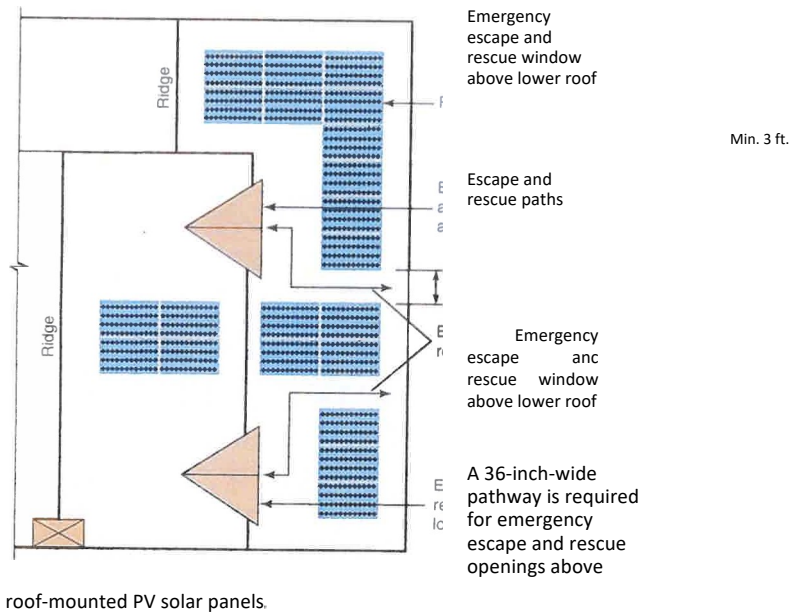 Emergency
escape and
rescue window
above lower roof
Ridge
Min. 3 ft.
Escape and
rescue paths
Ridge
Emergency
escape anc
rescue window
above lower roof
A 36-inch-wide
pathway is required
for emergency
escape and rescue
openings above
roof-mounted PV solar panels.